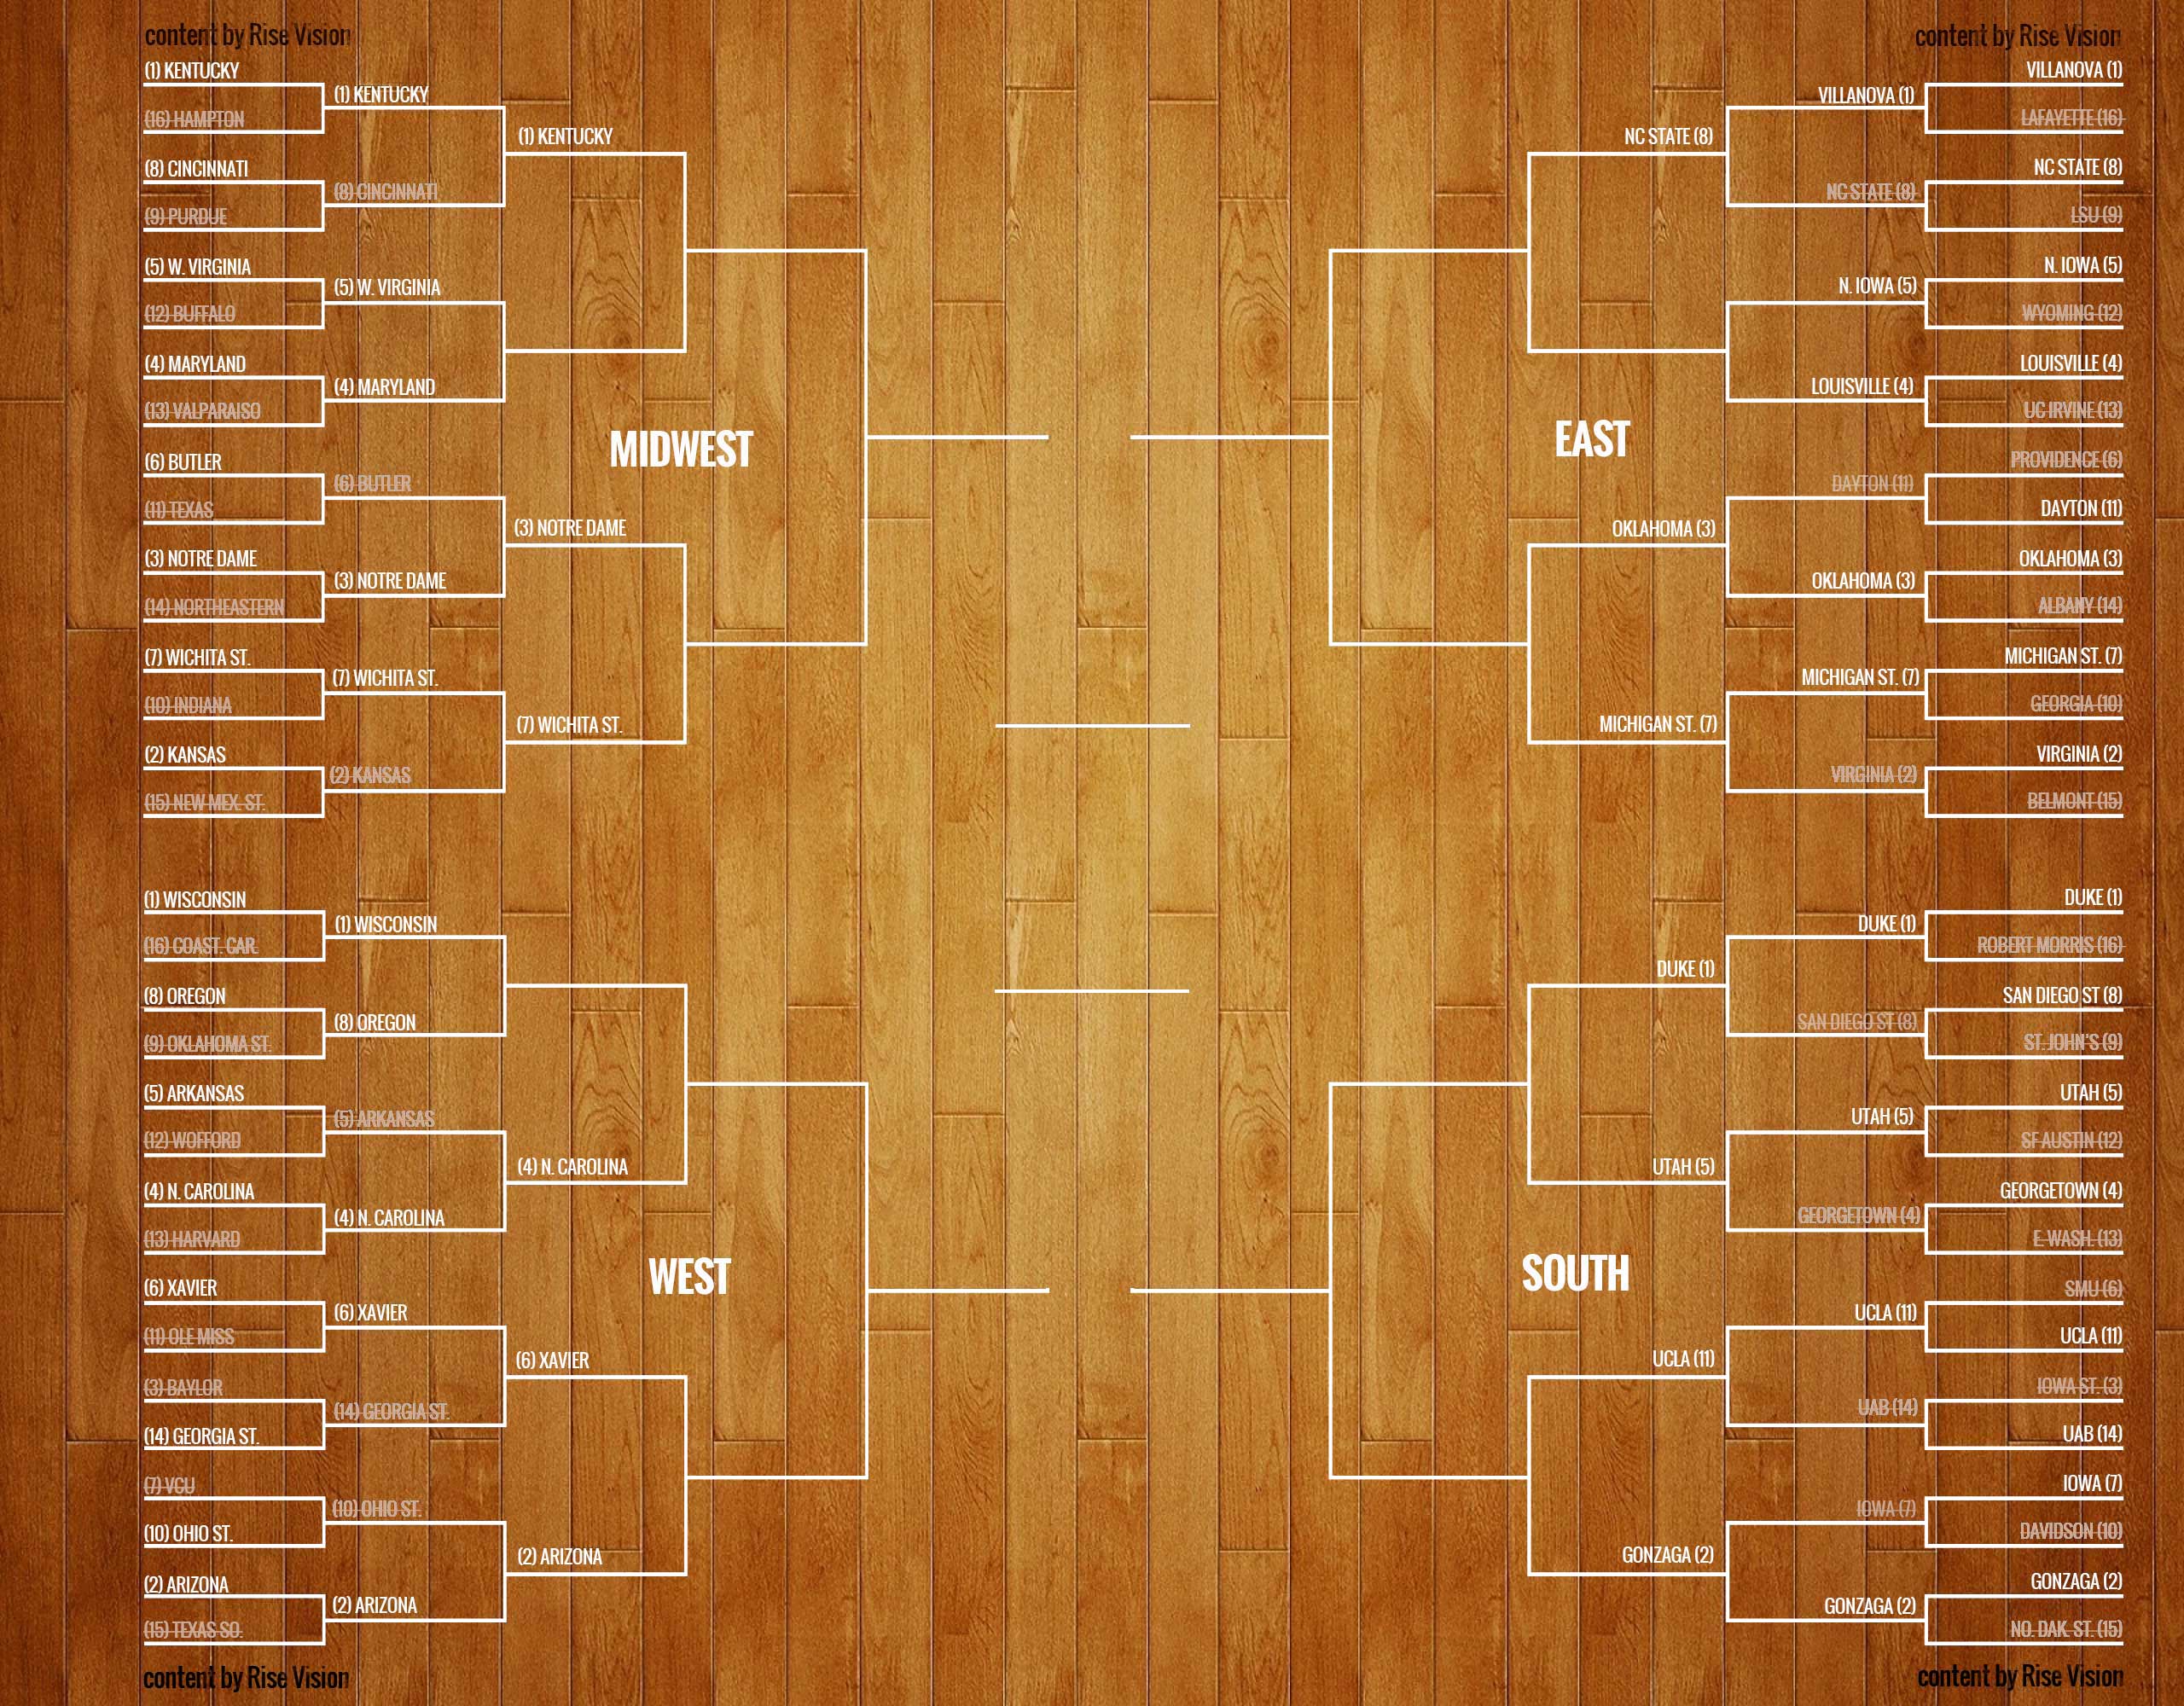 content by Rise Vision
(1) KENTUCKY
(16) HAMPTON
(8) CINCINNATI
(9) PURDUE
(5) W. VIRGINIA
(12) BUFFALO
(4) MARYLAND
(13) VALPARAISO
(6) BUTLER
(11) TEXAS
(3) NOTRE DAME
(14) NORTHEASTERN
(7) WICHITA ST.
(10) INDIANA
(2) KANSAS
(15) NEW MEX. ST.
(1) KENTUCKY
(8) CINCINNATI
(5) W. VIRGINIA
(4) MARYLAND
(6) BUTLER
(3) NOTRE DAME
(7) WICHITA ST.
(2) KANSAS
(1) KENTUCKY
(3) NOTRE DAME
(7) WICHITA ST.
MIDWEST
(1) WISCONSIN
(16) COAST. CAR.
(8) OREGON
(9) OKLAHOMA ST.
(5) ARKANSAS
(12) WOFFORD
(4) N. CAROLINA
(13) HARVARD
(6) XAVIER
(11) OLE MISS
(3) BAYLOR
(14) GEORGIA ST.
(7) VCU
(10) OHIO ST.
(2) ARIZONA
(15) TEXAS SO.
(1) WISCONSIN
(8) OREGON
(5) ARKANSAS
(4) N. CAROLINA
(6) XAVIER
(14) GEORGIA ST.
(10) OHIO ST.
(2) ARIZONA
(4) N. CAROLINA
(6) XAVIER
(2) ARIZONA
WEST
content by Rise Vision
content by Rise Vision
VILLANOVA (1)
LAFAYETTE (16)
NC STATE (8)
LSU (9)
N. IOWA (5)
WYOMING (12)
LOUISVILLE (4)
UC IRVINE (13)
PROVIDENCE (6)
DAYTON (11)
OKLAHOMA (3)
ALBANY (14)
MICHIGAN ST. (7)
GEORGIA (10)
VIRGINIA (2)
BELMONT (15)
VILLANOVA (1)
NC STATE (8)
N. IOWA (5)
LOUISVILLE (4)
DAYTON (11)
OKLAHOMA (3)
MICHIGAN ST. (7)
VIRGINIA (2)
NC STATE (8)
OKLAHOMA (3)
MICHIGAN ST. (7)
EAST
DUKE (1)
ROBERT MORRIS (16)
SAN DIEGO ST (8)
ST. JOHN'S (9)
UTAH (5)
SF AUSTIN (12)
GEORGETOWN (4)
E. WASH. (13)
SMU (6)
UCLA (11)
IOWA ST. (3)
UAB (14)
IOWA (7)
DAVIDSON (10)
GONZAGA (2)
NO. DAK. ST. (15)
DUKE (1)
SAN DIEGO ST (8)
UTAH (5)
GEORGETOWN (4)
UCLA (11)
UAB (14)
IOWA (7)
GONZAGA (2)
DUKE (1)
UTAH (5)
UCLA (11)
GONZAGA (2)
SOUTH
content by Rise Vision